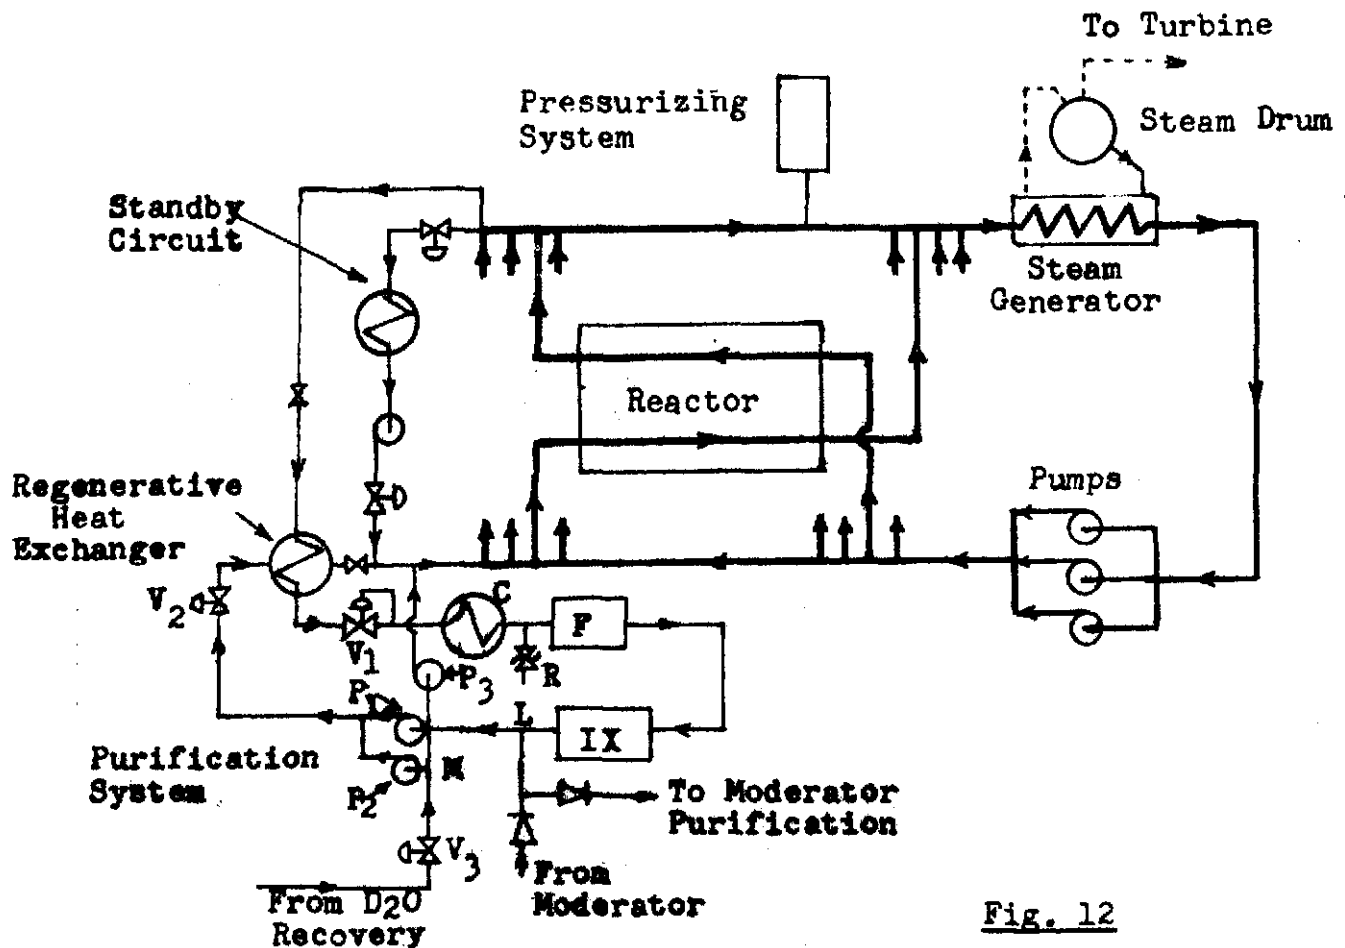 To Turbine
Pressurizing
System
Steam Drum
Standby
Circuit
Steam
Generator
Reactor
Regenerative
Heat
Exchanger
Pumps
V2
C
F
V1
P3
R
P1
L
IX
Purification
System
M
P2
To Moderator
Purification
V3
From
Moderator
From D2O
Recovery
Fig. 12